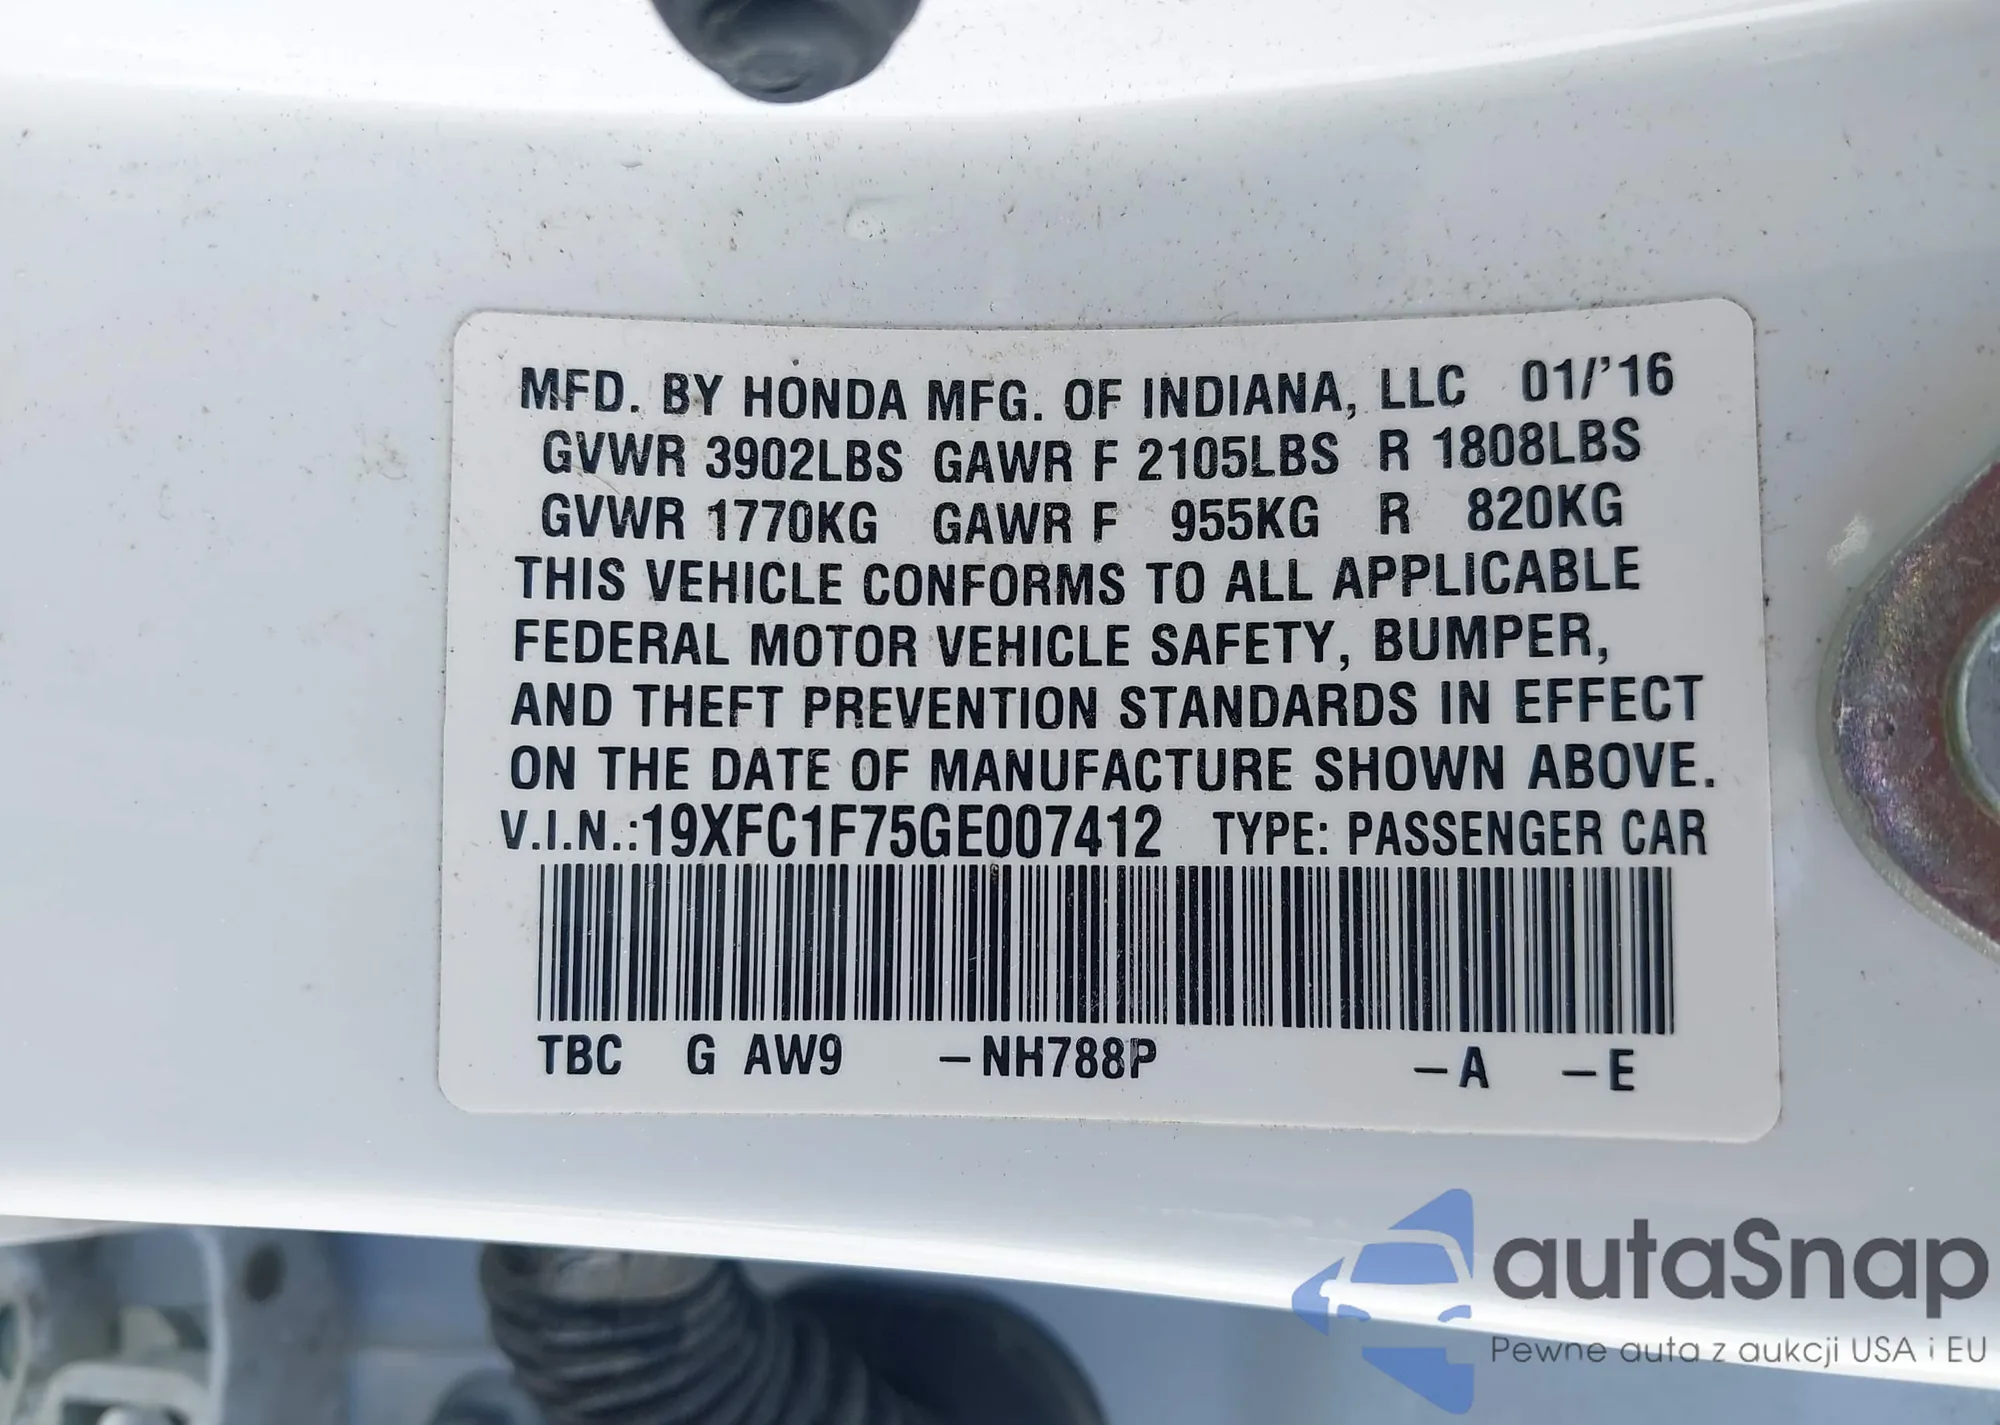 MFD. BY HONDA MFG. OF INDIANA, LLC 01/'16
GVWR 3902LBS GAWR F 2105LBS R 1808LBS
GVWR 1770KG GAWR F 955KG R 820KG
THIS VEHICLE CONFORMS TO ALL APPLICABLE
FEDERAL MOTOR VEHICLE SAFETY, BUMPER,
AND THEFT PREVENTION STANDARDS IN EFFECT
ON THE DATE OF MANUFACTURE SHOWN ABOVE.
V.I.N.:19XFC1F75GE007412 TYPE: PASSENGER CAR
TBC G AW9 –NH788P –A –E
autaSnap
Pewne auta z aukcji USA i EU